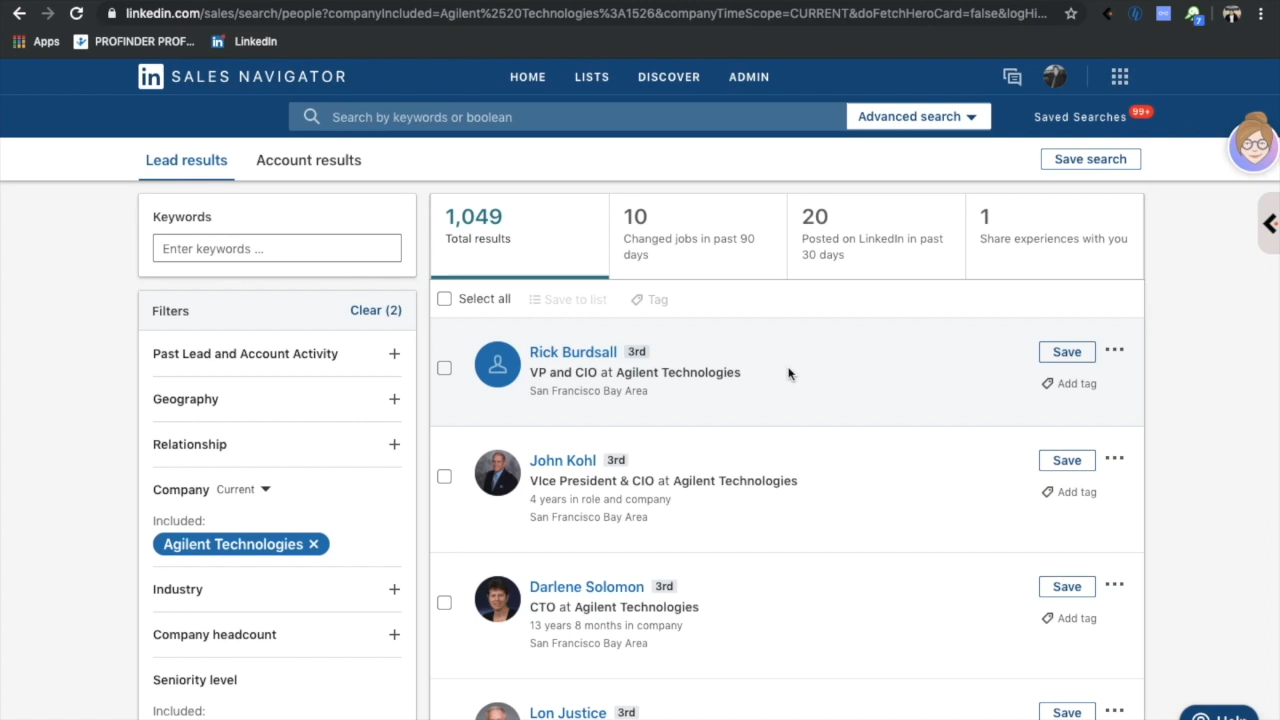 linkedin.com/sales/search/people?companyIncluded=Agilent%2520Technologies%3A1526&companyTimeScope=CURRENT&doFetchHeroCard=false&logHi...
Apps PROFINDER PROF... LinkedIn
in SALES NAVIGATOR HOME LISTS DISCOVER ADMIN
Search by keywords or boolean Advanced search Saved Searches 99+
Lead results Account results Save search
Keywords
Enter keywords ...
1,049
Total results
10
Changed jobs in past 90
days
20
Posted on LinkedIn in past
30 days
1
Share experiences with you
Select all Save to list Tag
Filters Clear (2)
Past Lead and Account Activity
Geography
Relationship
Company Current
Included:
Agilent Technologies
Industry
Company headcount
Seniority level
Included:
Rick Burdsall 3rd
VP and CIO at Agilent Technologies
San Francisco Bay Area
Save
Add tag
John Kohl 3rd
VIce President & CIO at Agilent Technologies
4 years in role and company
San Francisco Bay Area
Save
Add tag
Darlene Solomon 3rd
CTO at Agilent Technologies
13 years 8 months in company
San Francisco Bay Area
Save
Add tag
Lon Justice 3rd
Save
Help